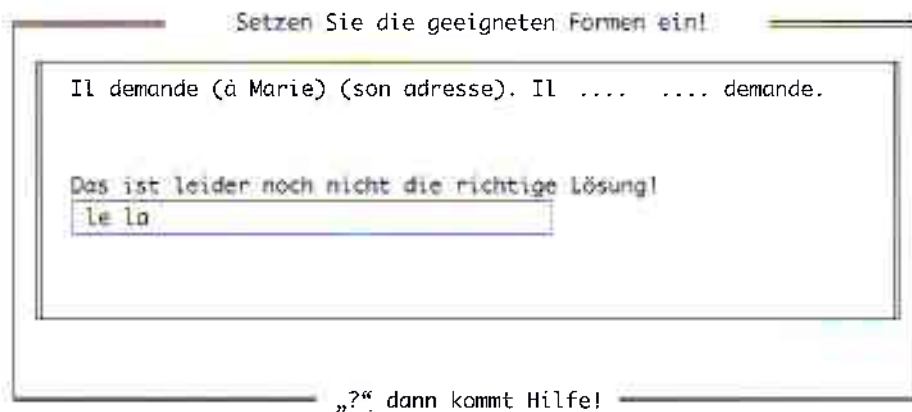 Setzen Sie die geeigneten Formen ein!
Il demande (à Marie) (son adresse). Il .... .... demande.
Das ist leider noch nicht die richtige Lösung!
le la
„?“ dann kommt Hilfe!